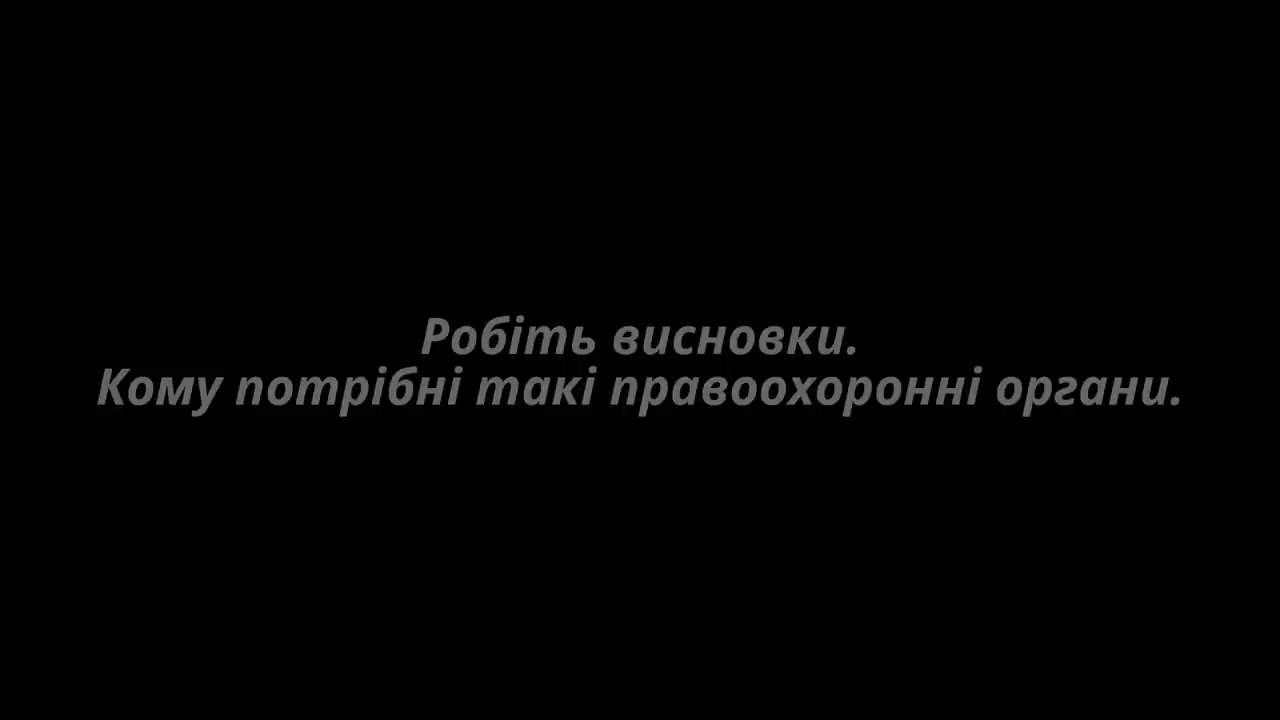 Робіть висновки.
Кому потрібні такі правоохоронні органи.